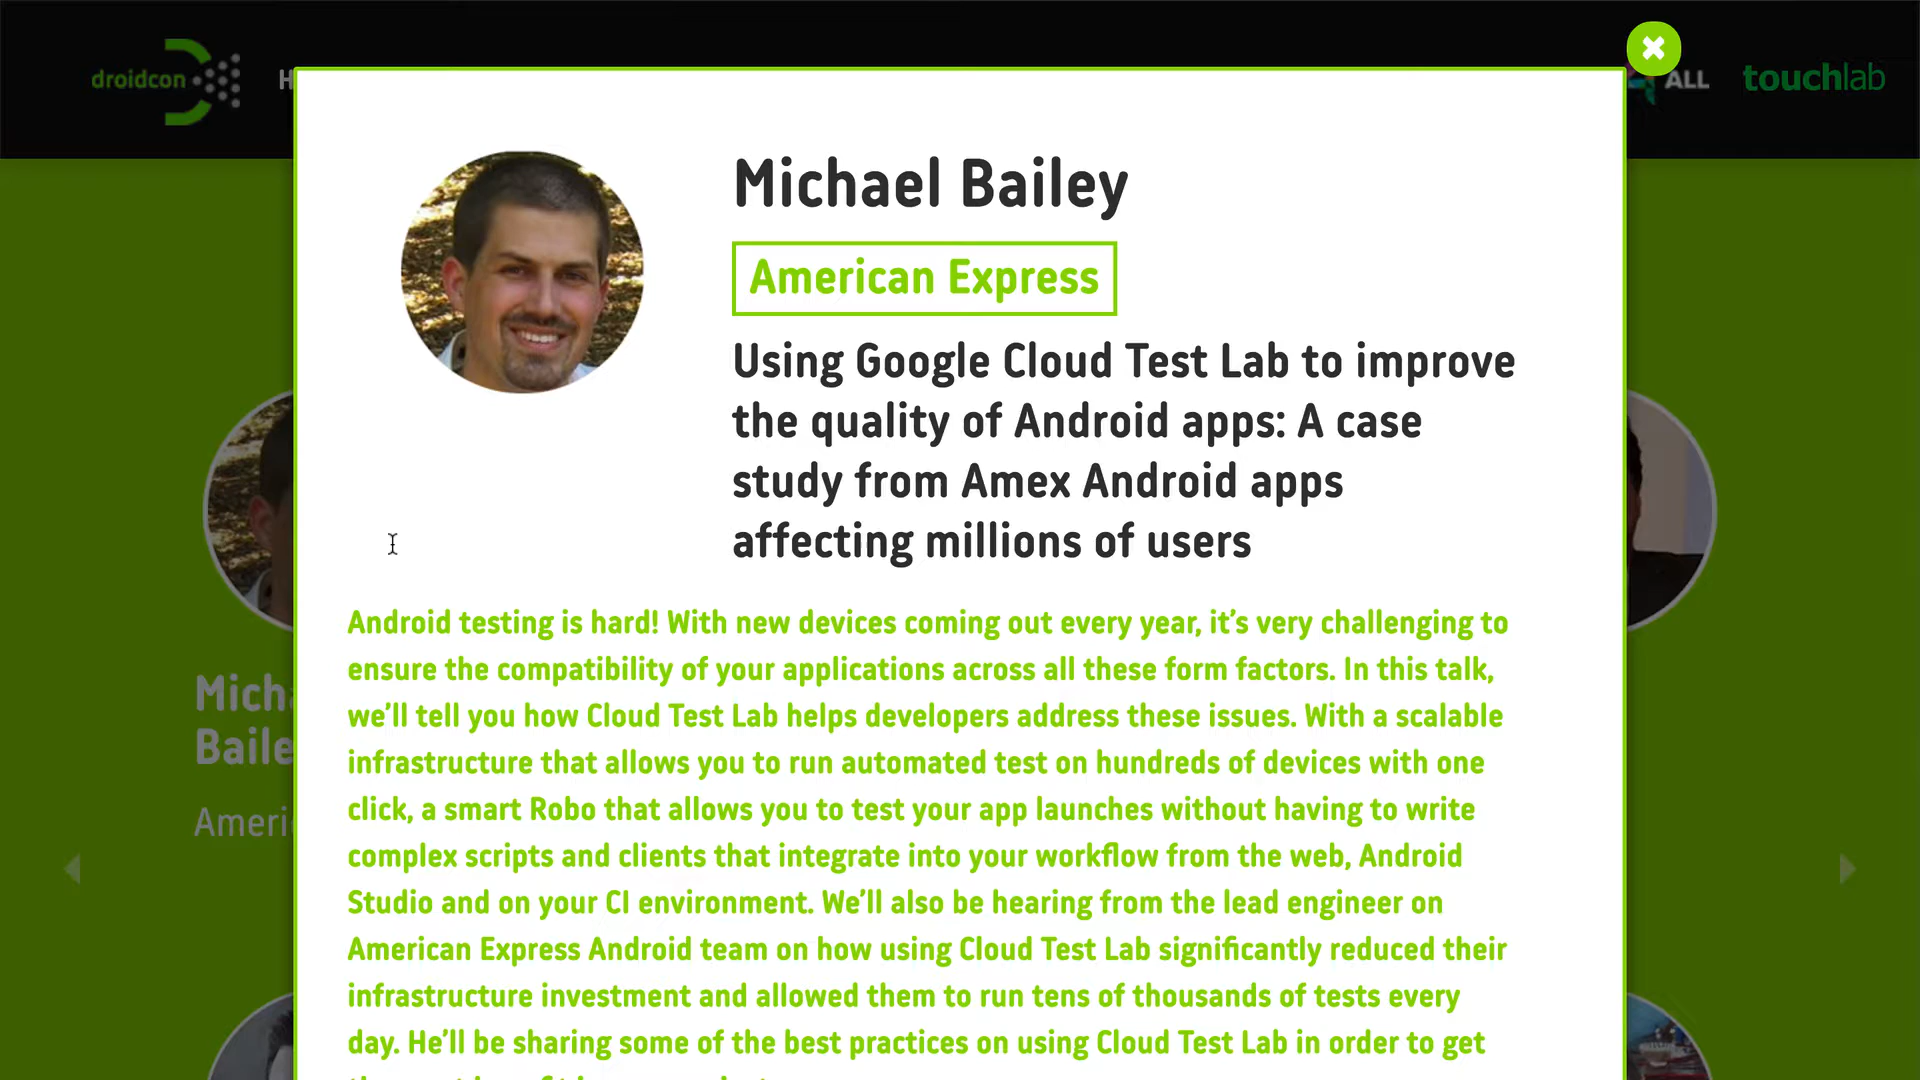 droidcon
H
ALL
touchlab
Michael Bailey
American Express
Using Google Cloud Test Lab to improve
the quality of Android apps: A case
study from Amex Android apps
affecting millions of users
Android testing is hard! With new devices coming out every year, it’s very challenging to
ensure the compatibility of your applications across all these form factors. In this talk,
we’ll tell you how Cloud Test Lab helps developers address these issues. With a scalable
infrastructure that allows you to run automated test on hundreds of devices with one
click, a smart Robo that allows you to test your app launches without having to write
complex scripts and clients that integrate into your workflow from the web, Android
Studio and on your CI environment. We’ll also be hearing from the lead engineer on
American Express Android team on how using Cloud Test Lab significantly reduced their
infrastructure investment and allowed them to run tens of thousands of tests every
day. He’ll be sharing some of the best practices on using Cloud Test Lab in order to get
Mich
Baile
Ameri